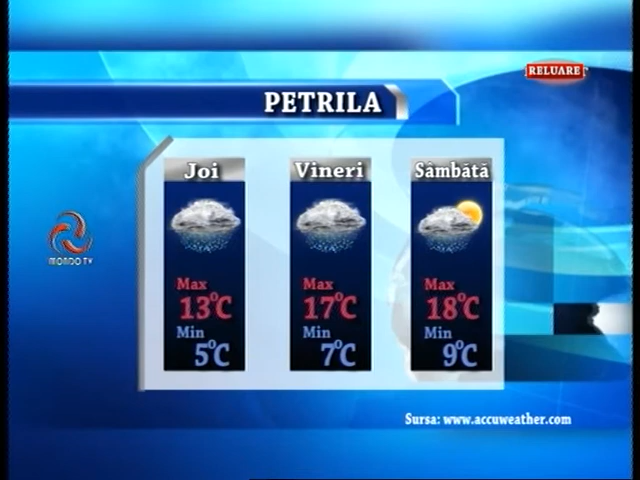 RELUARE
PETRILA
Joi
Vineri
Sâmbătă
Max
13°C
Min
5°C
Max
17°C
Min
7°C
Max
18°C
Min
9°C
MONDO TV
Sursa: www.accuweather.com